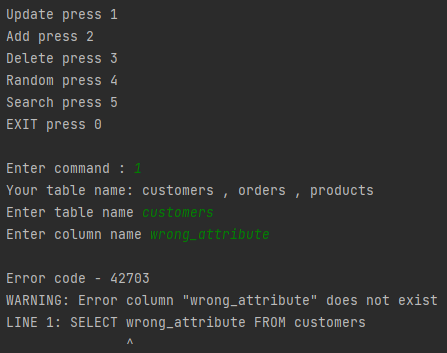 Update press 1
Add press 2
Delete press 3
Random press 4
Search press 5
EXIT press 0
Enter command : 1
Your table name: customers , orders , products
Enter table name customers
Enter column name wrong_attribute
Error code - 42703
WARNING: Error column "wrong_attribute" does not exist
LINE 1: SELECT wrong_attribute FROM customers
^